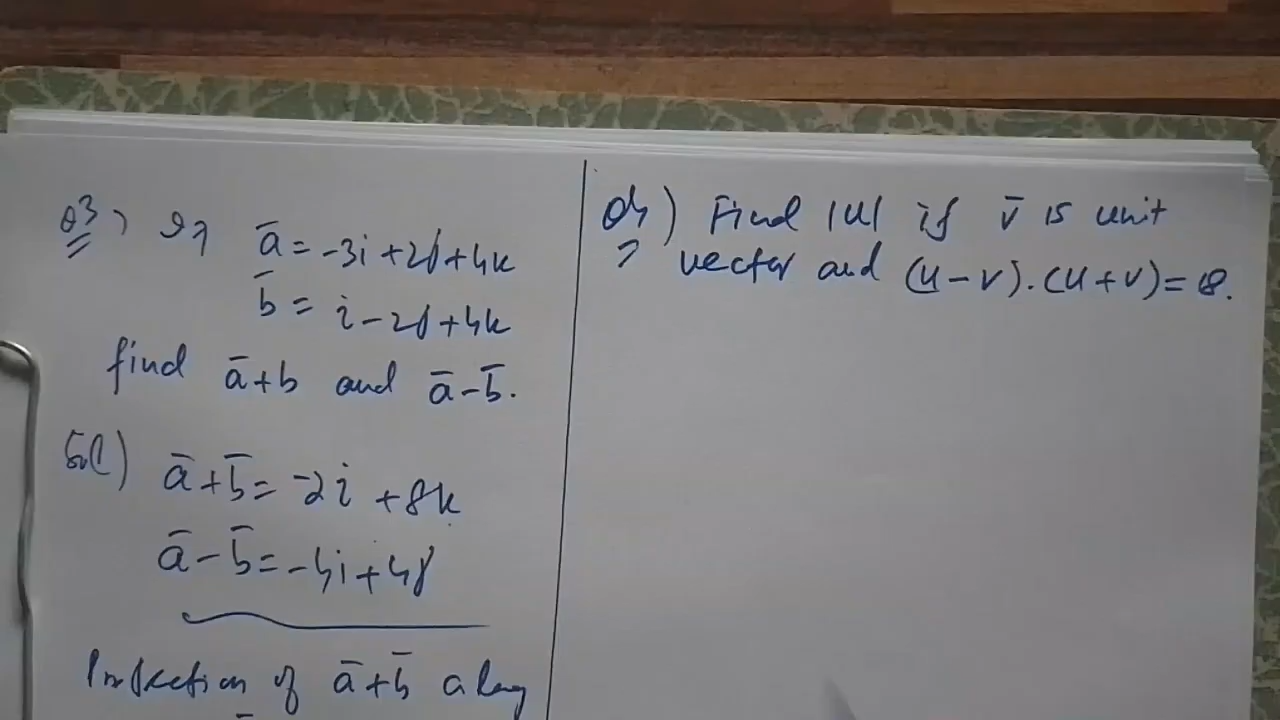 Q3) If ā = -3i + 2j + 4k
b̄ = i - 2j + 4k
find ā + b and ā - b̄.
Sol) ā + b̄ = -2i + 8k
ā - b̄ = -4i + 4j
Projection of ā + b̄ along
Q4) Find |U| if v̄ is unit
vector and (u - v).(u + v) = 8.